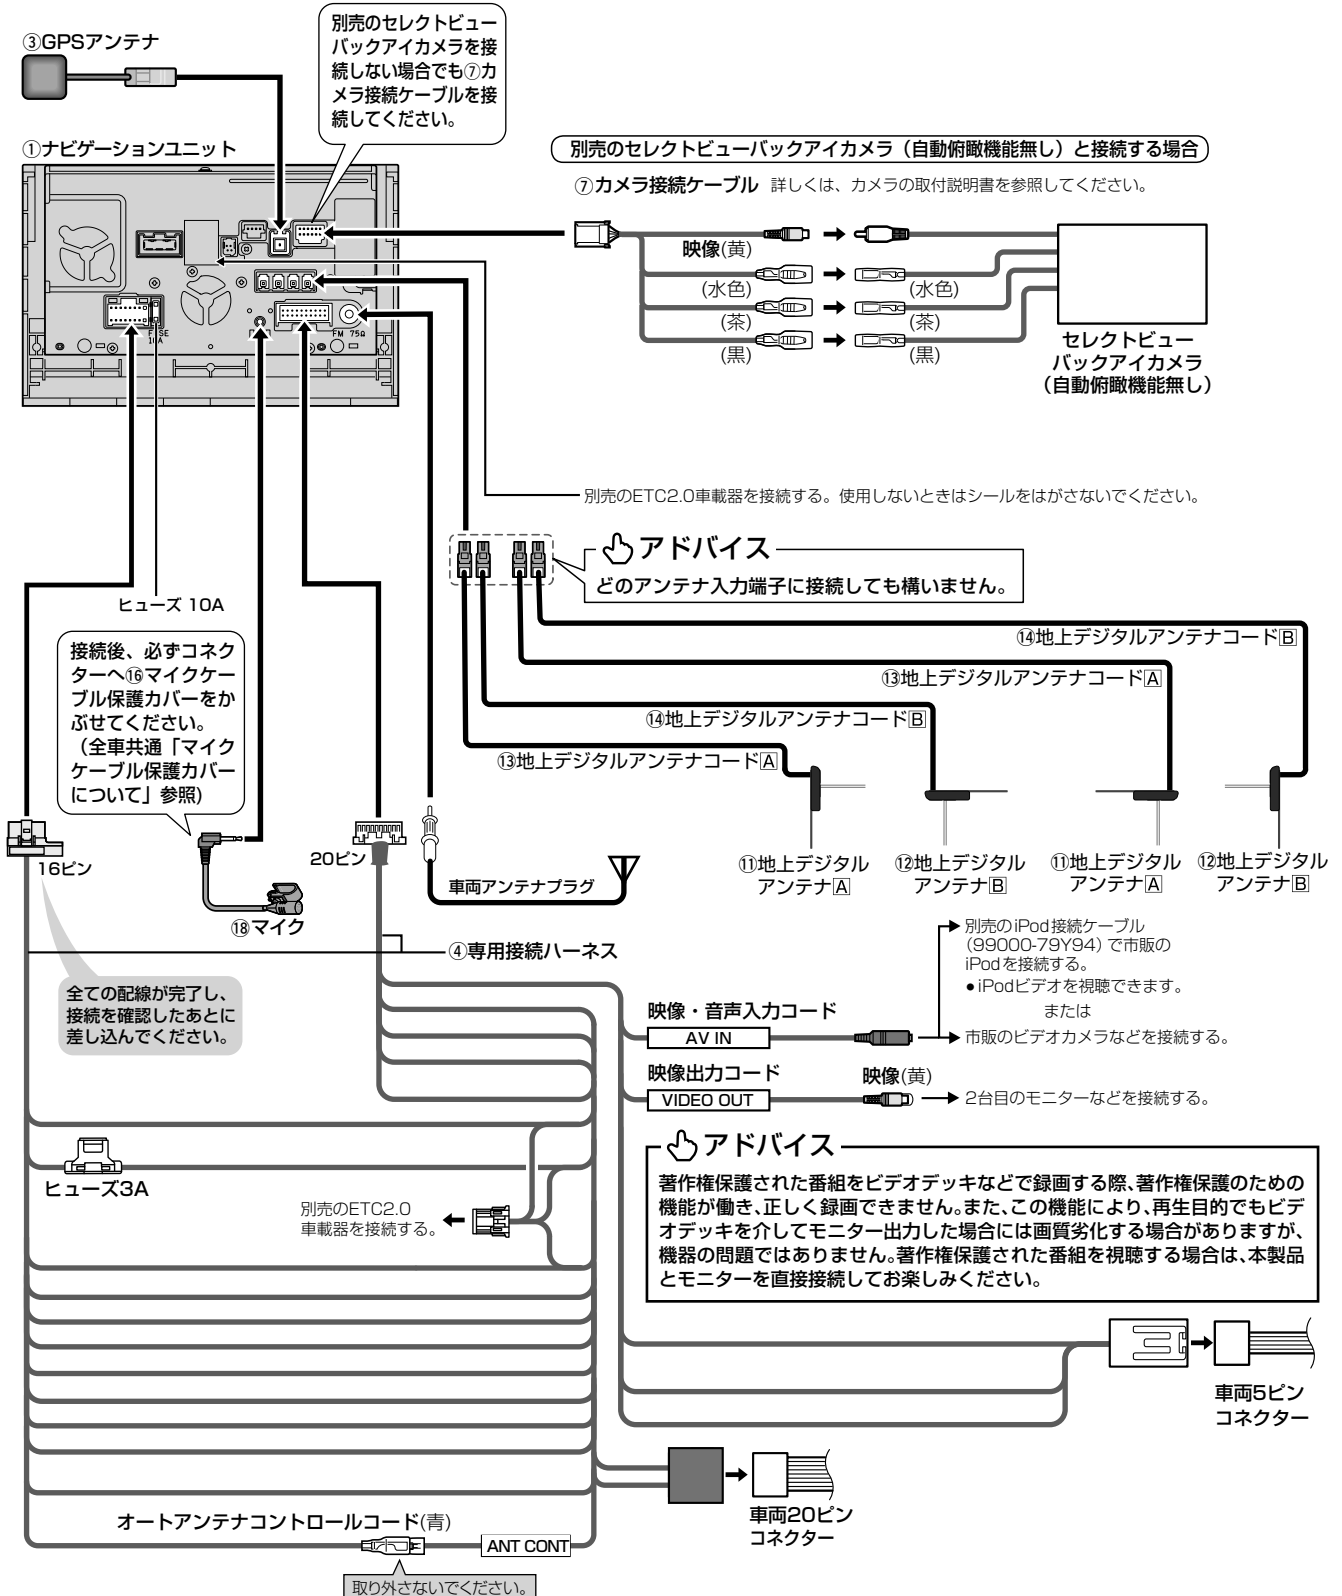 ③GPSアンテナ
別売のセレクトビュー
バックアイカメラを接
続しない場合でも⑦カ
メラ接続ケーブルを接
続してください。
①ナビゲーションユニット
FUSE
10A
FM 75Ω
別売のセレクトビューバックアイカメラ（自動俯瞰機能無し）と接続する場合
⑦カメラ接続ケーブル 詳しくは、カメラの取付説明書を参照してください。
映像(黄)
(水色)
(水色)
(茶)
(茶)
(黒)
(黒)
セレクトビュー
バックアイカメラ
（自動俯瞰機能無し）
別売のETC2.0車載器を接続する。使用しないときはシールをはがさないでください。
アドバイス
どのアンテナ入力端子に接続しても構いません。
ヒューズ 10A
接続後、必ずコネク
ターへ⑯マイクケー
ブル保護カバーをか
ぶせてください。
（全車共通「マイク
ケーブル保護カバー
について」参照)
⑭地上デジタルアンテナコードB
⑬地上デジタルアンテナコードA
⑭地上デジタルアンテナコードB
⑬地上デジタルアンテナコードA
⑪地上デジタル
アンテナA
⑫地上デジタル
アンテナB
⑪地上デジタル
アンテナA
⑫地上デジタル
アンテナB
16ピン
20ピン
車両アンテナプラグ
⑱マイク
④専用接続ハーネス
全ての配線が完了し、
接続を確認したあとに
差し込んでください。
別売のiPod接続ケーブル
(99000-79Y94) で市販の
iPodを接続する。
●iPodビデオを視聴できます。
または
市販のビデオカメラなどを接続する。
映像・音声入力コード
AV IN
映像出力コード
VIDEO OUT
映像(黄)
2台目のモニターなどを接続する。
アドバイス
著作権保護された番組をビデオデッキなどで録画する際、著作権保護のための
機能が働き、正しく録画できません。また、この機能により、再生目的でもビデ
オデッキを介してモニター出力した場合には画質劣化する場合がありますが、
機器の問題ではありません。著作権保護された番組を視聴する場合は、本製品
とモニターを直接接続してお楽しみください。
ヒューズ3A
別売のETC2.0
車載器を接続する。
車両5ピン
コネクター
車両20ピン
コネクター
オートアンテナコントロールコード(青)
ANT CONT
取り外さないでください。